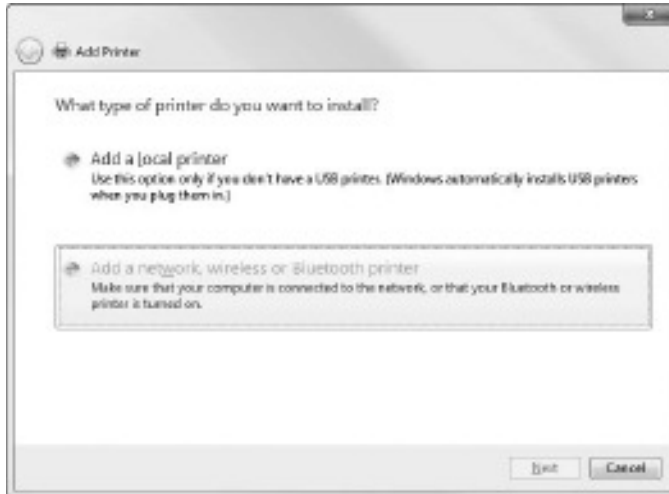 Add Printer
What type of printer do you want to install?
Add a local printer
Use this option only if you don't have a USB printer. (Windows automatically installs USB printers
when you plug them in.)
Add a network, wireless or Bluetooth printer
Make sure that your computer is connected to the network, or that your Bluetooth or wireless
printer is turned on.
Next
Cancel